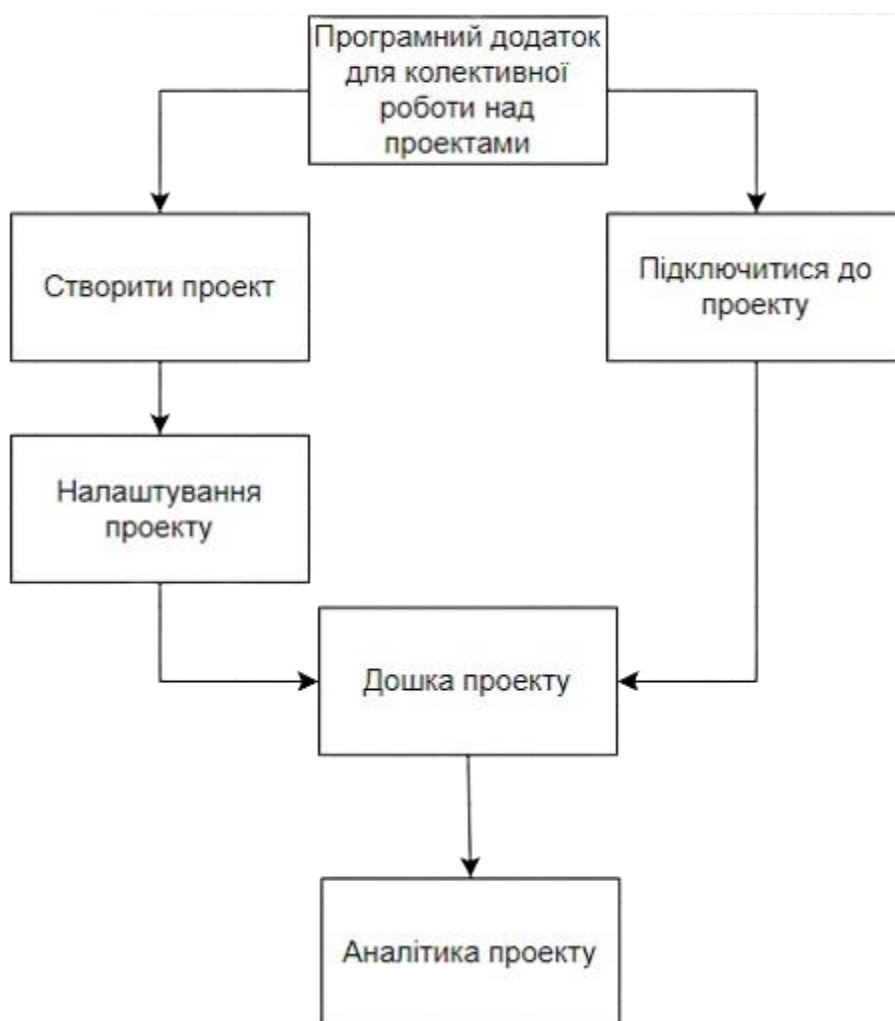 Програмний додаток
для колективної
роботи над
проектами
Створити проект
Підключитися до
проекту
Налаштування
проекту
Дошка проекту
Аналітика проекту